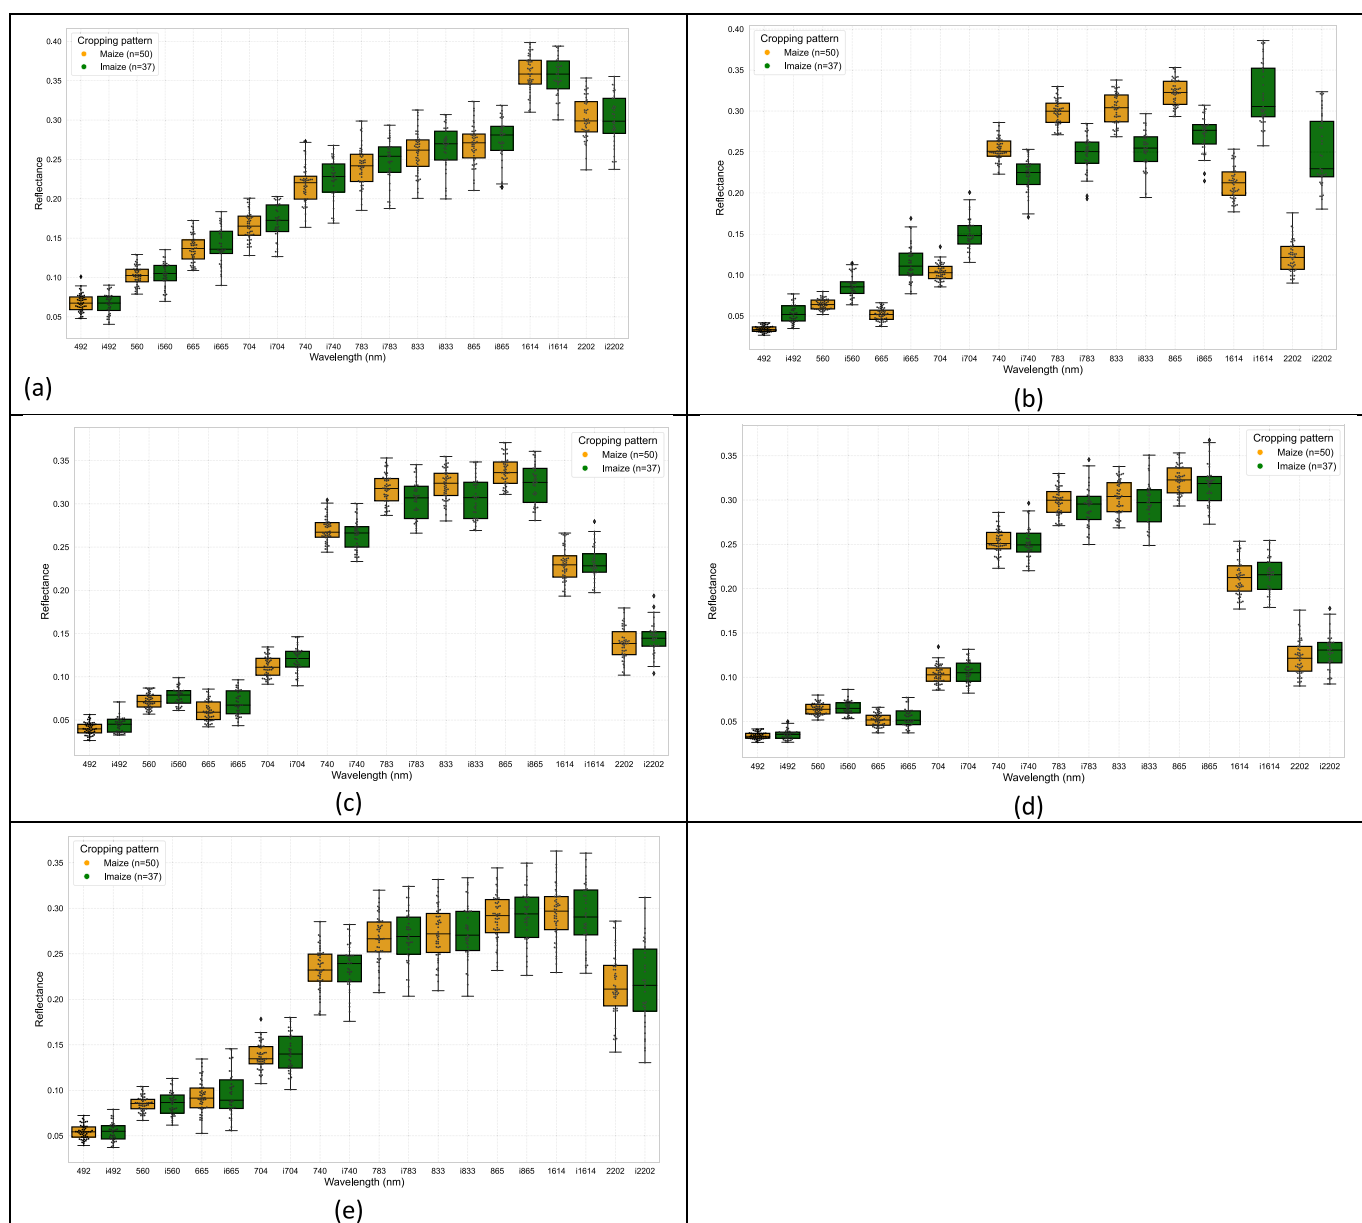 Cropping pattern
Maize (n=50)
Imaize (n=37)
0.40
0.35
0.30
0.25
0.20
0.15
0.10
0.05
Reflectance
492 i492 560 i560 665 i665 704 i704 740 i740 783 i783 833 i833 865 i865 1614 i1614 2202 i2202
Wavelength (nm)
(a)
Cropping pattern
Maize (n=50)
Imaize (n=37)
0.40
0.35
0.30
0.25
0.20
0.15
0.10
0.05
Reflectance
492 i492 560 i560 665 i665 704 i704 740 i740 783 i783 833 i833 865 i865 1614 i1614 2202 i2202
Wavelength (nm)
(b)
Cropping pattern
Maize (n=50)
Imaize (n=37)
0.35
0.30
0.25
0.20
0.15
0.10
0.05
Reflectance
492 i492 560 i560 665 i665 704 i704 740 i740 783 i783 833 i833 865 i865 1614 i1614 2202 i2202
Wavelength (nm)
(c)
Cropping pattern
Maize (n=50)
Imaize (n=37)
0.35
0.30
0.25
0.20
0.15
0.10
0.05
Reflectance
492 i492 560 i560 665 i665 704 i704 740 i740 783 i783 833 i833 865 i865 1614 i1614 2202 i2202
Wavelength (nm)
(d)
Cropping pattern
Maize (n=50)
Imaize (n=37)
0.35
0.30
0.25
0.20
0.15
0.10
0.05
Reflectance
492 i492 560 i560 665 i665 704 i704 740 i740 783 i783 833 i833 865 i865 1614 i1614 2202 i2202
Wavelength (nm)
(e)